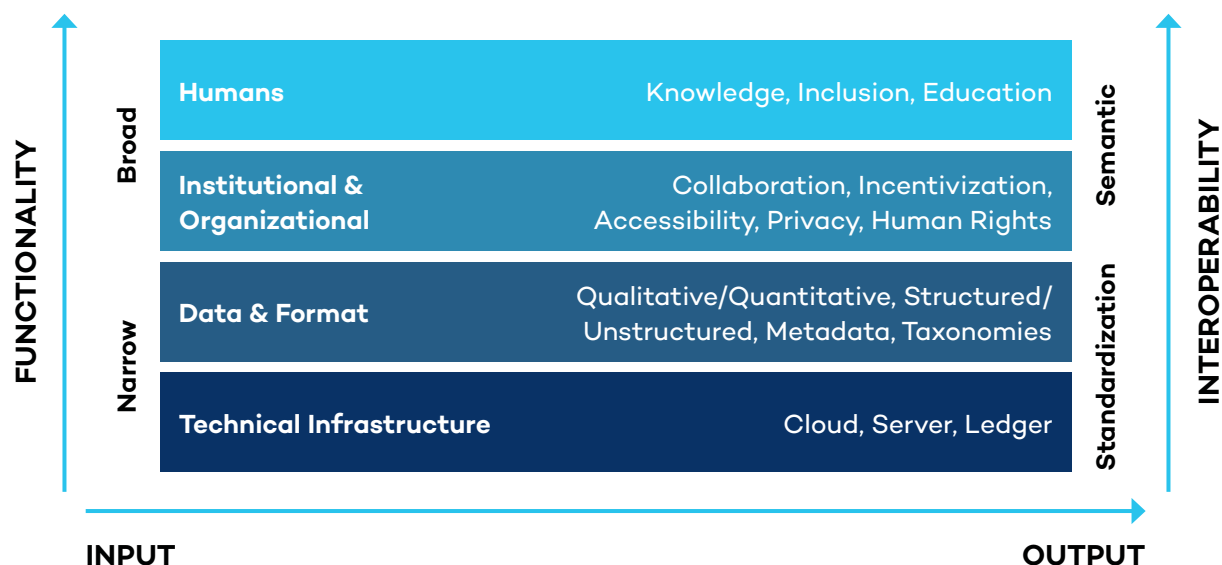 FUNCTIONALITY
Broad
Narrow
Humans
Knowledge, Inclusion, Education
Institutional &
Organizational
Collaboration, Incentivization,
Accessibility, Privacy, Human Rights
Data & Format
Qualitative/Quantitative, Structured/
Unstructured, Metadata, Taxonomies
Technical Infrastructure
Cloud, Server, Ledger
Semantic
Standardization
INTEROPERABILITY
INPUT
OUTPUT